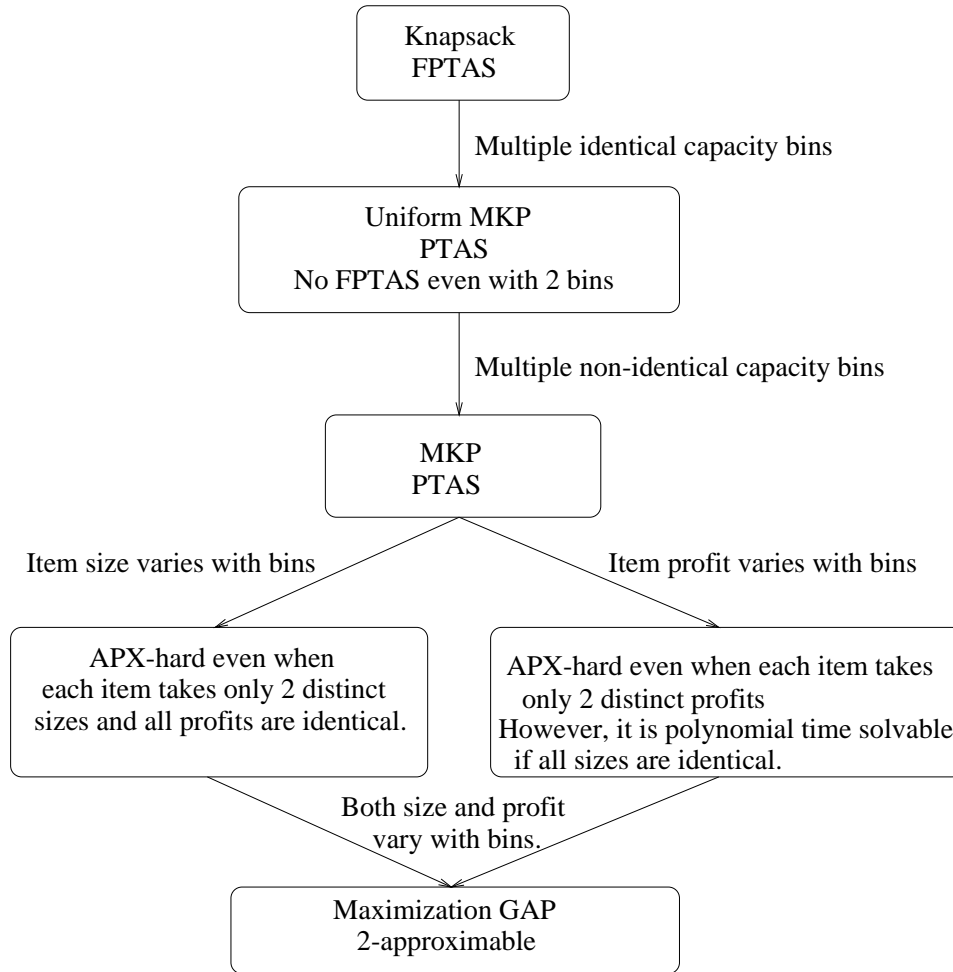 Knapsack
FPTAS
Multiple identical capacity bins
Uniform MKP
PTAS
No FPTAS even with 2 bins
Multiple non-identical capacity bins
MKP
PTAS
Item size varies with bins
Item profit varies with bins
APX-hard even when
each item takes only 2 distinct
sizes and all profits are identical.
APX-hard even when each item takes
only 2 distinct profits
However, it is polynomial time solvable
if all sizes are identical.
Both size and profit
vary with bins.
Maximization GAP
2-approximable